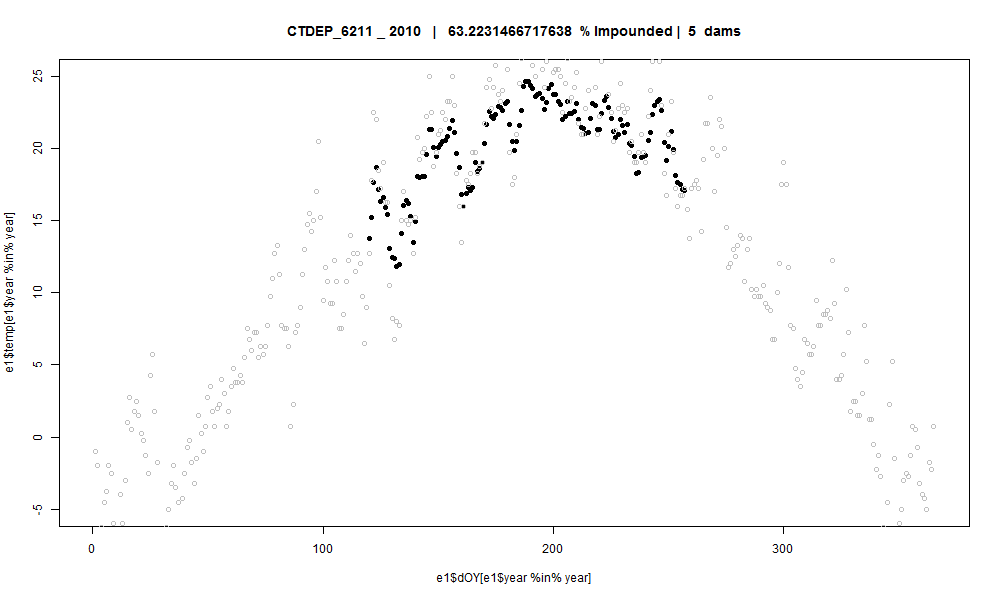 CTDEP_6211 _ 2010 | 63.2231466717638 % Impounded | 5 dams
e1$temp[e1$year %in% year]
25
20
15
10
5
0
-5
0 100 200 300
e1$dOY[e1$year %in% year]